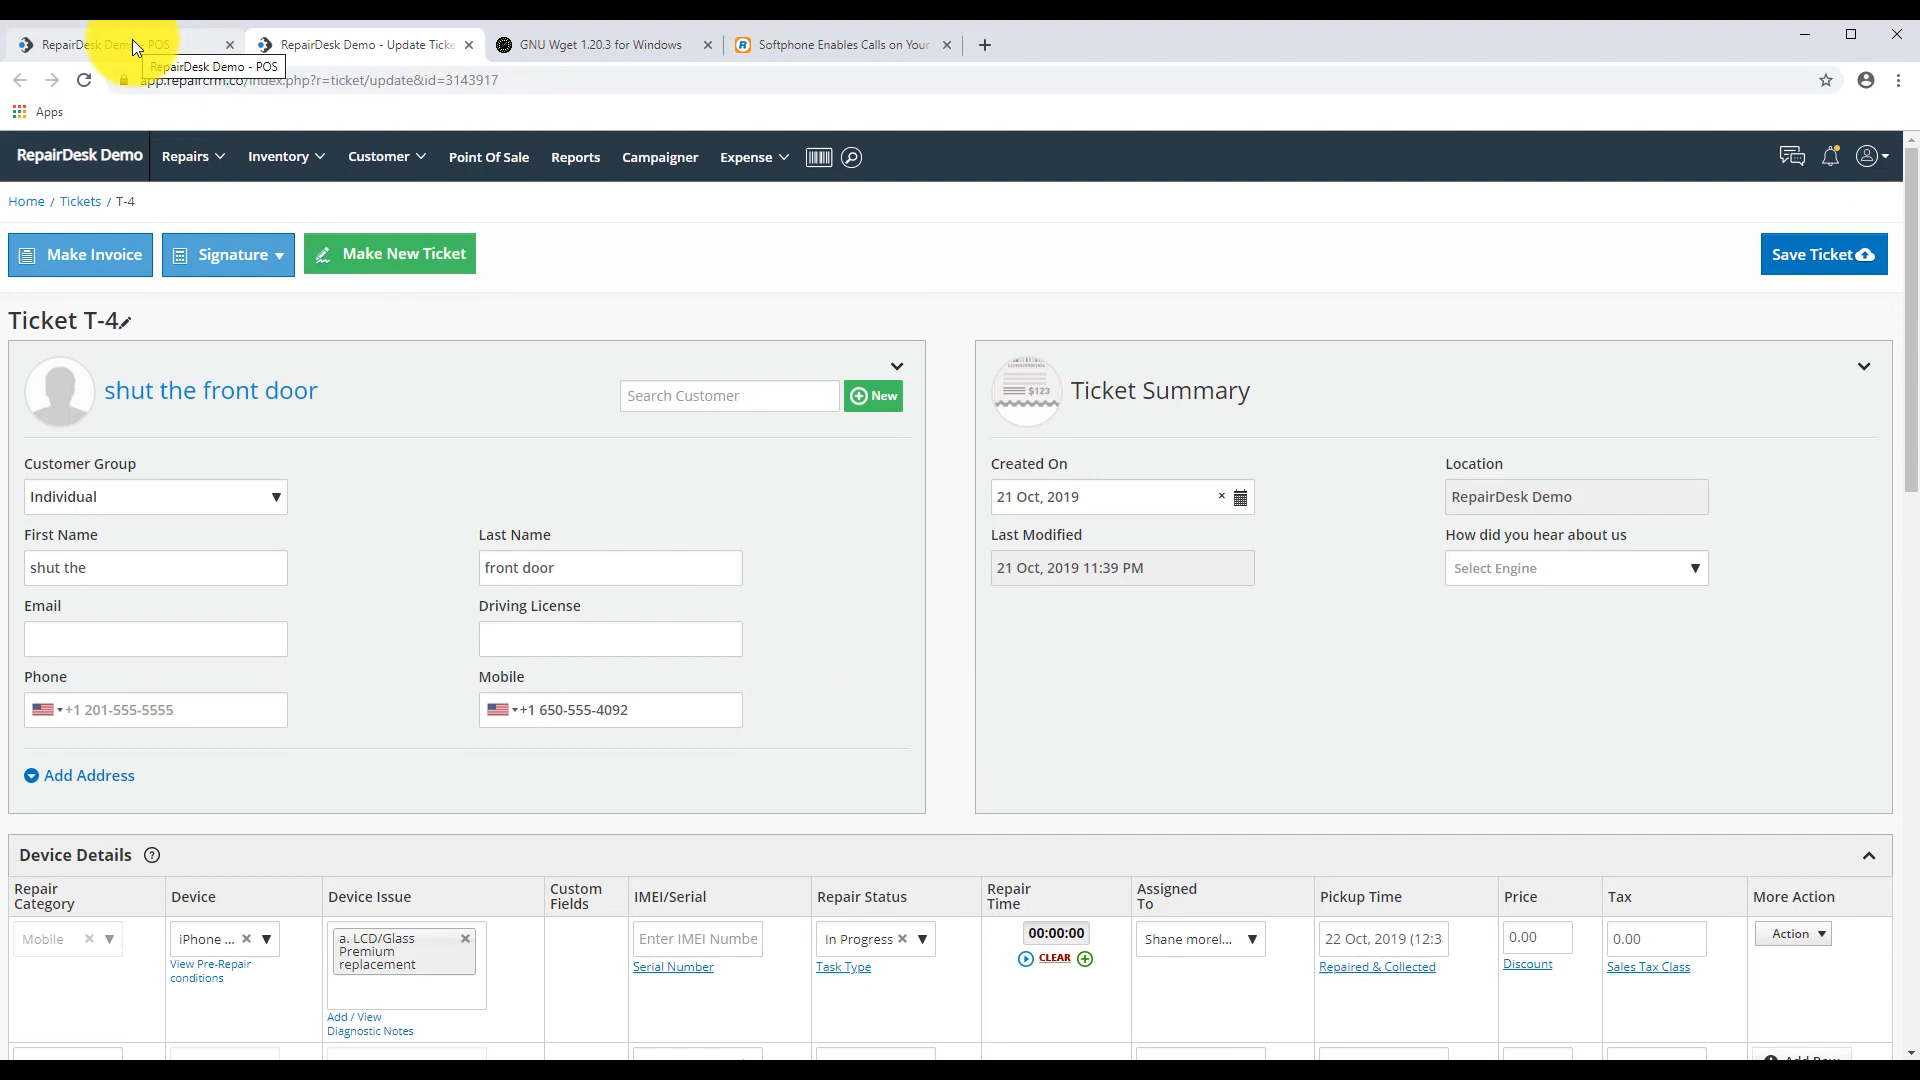 RepairDesk Demo - POS
RepairDesk Demo - Update Ticke
GNU Wget 1.20.3 for Windows
Softphone Enables Calls on Your
RepairDesk Demo - POS
app.repaircrm.co/index.php?r=ticket/update&id=3143917
Apps
RepairDesk Demo
Repairs
Inventory
Customer
Point Of Sale
Reports
Campaigner
Expense
Home / Tickets / T-4
Make Invoice
Signature
Make New Ticket
Save Ticket
Ticket T-4
shut the front door
Search Customer
New
Customer Group
Individual
First Name
Last Name
shut the
front door
Email
Driving License
Phone
Mobile
+1 201-555-5555
+1 650-555-4092
Add Address
$123
Ticket Summary
Created On
Location
21 Oct, 2019
×
RepairDesk Demo
Last Modified
How did you hear about us
21 Oct, 2019 11:39 PM
Select Engine
Device Details ?
Repair Category
Device
Device Issue
Custom Fields
IMEI/Serial
Repair Status
Repair Time
Assigned To
Pickup Time
Price
Tax
More Action
Mobile
iPhone ...
a. LCD/Glass
Premium
replacement
Enter IMEI Numbe
In Progress
00:00:00
Shane morel...
22 Oct, 2019 (12:3
0.00
0.00
Action
View Pre-Repair
conditions
Serial Number
Task Type
CLEAR
Repaired & Collected
Discount
Sales Tax Class
Add / View
Diagnostic Notes
Add Row